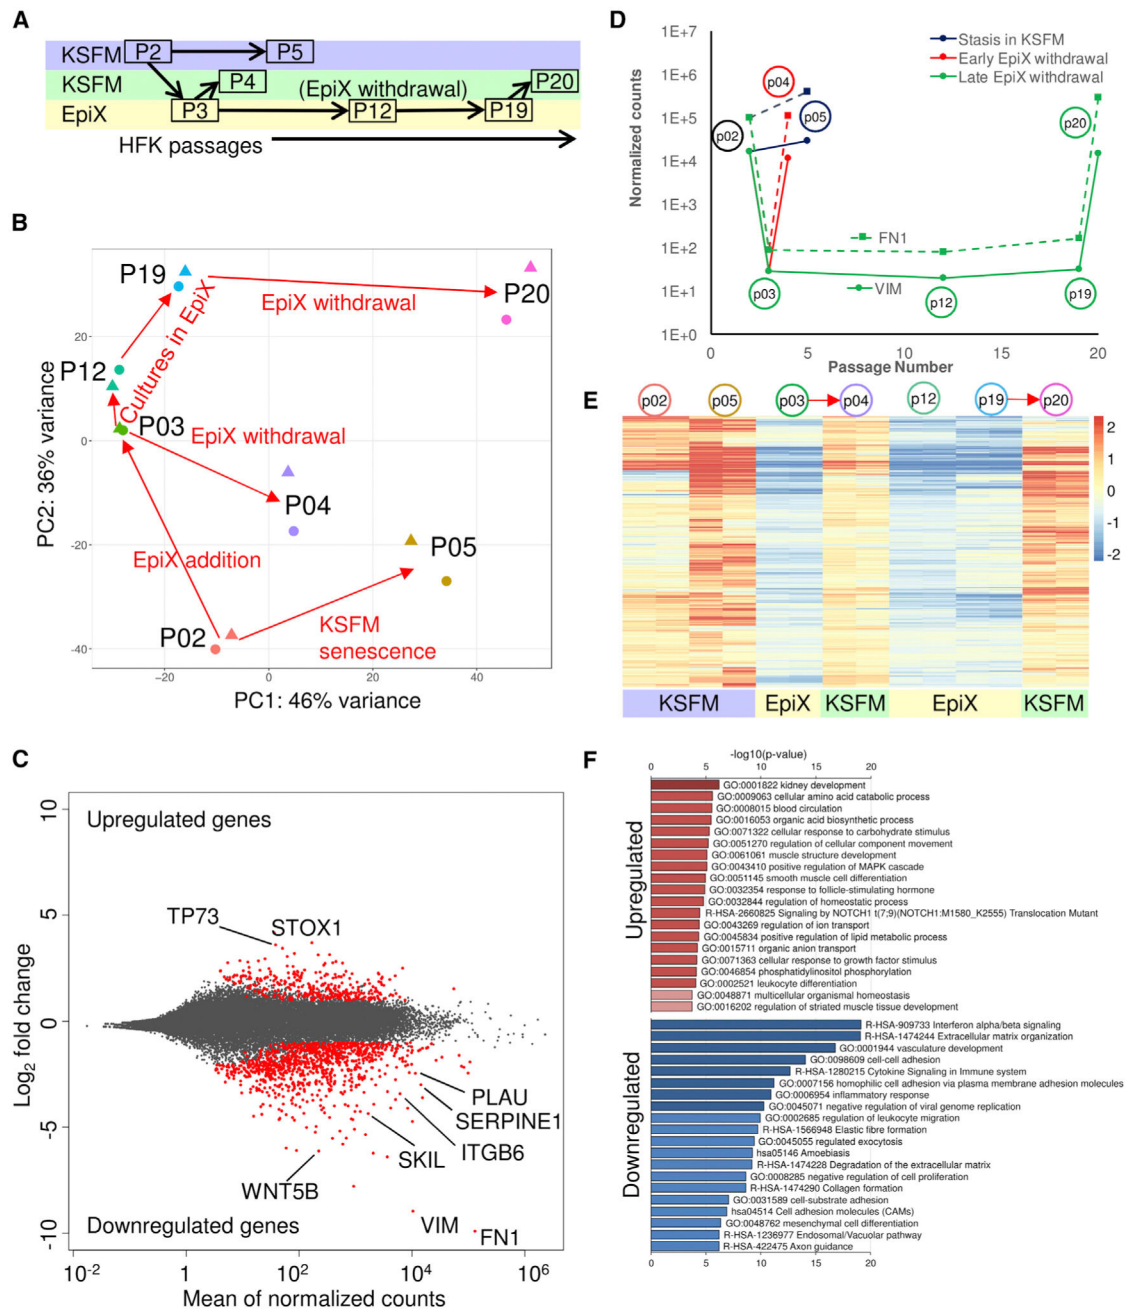 A
KSFM P2 P5
KSFM P4 (EpiX withdrawal) P20
EpiX P3 P12 P19
HFK passages
B
P19
EpiX withdrawal
P20
Cultures in EpiX
P12
P03
EpiX withdrawal
P04
P05
EpiX addition
P02
KSFM
senescence
20
0
-20
-40
PC2: 36% variance
-20 0 20 40
PC1: 46% variance
C
Upregulated genes
TP73
STOX1
PLAU
SERPINE1
ITGB6
SKIL
WNT5B
VIM
FN1
Downregulated genes
10
5
0
-5
-10
Log2 fold change
10-2 1 102 104 106
Mean of normalized counts
D
Stasis in KSFM
Early EpiX withdrawal
Late EpiX withdrawal
1E+7
1E+6
1E+5
1E+4
1E+3
1E+2
1E+1
1E+0
Normalized counts
p04
p05
p02
p20
FN1
VIM
p03
p12
p19
0 5 10 15 20
Passage Number
E
p02 p05 p03 p04 p12 p19 p20
2
1
0
-1
-2
KSFM EpiX KSFM EpiX KSFM
F
-log10(p-value)
0 5 10 15 20
Upregulated
GO:0001822 kidney development
GO:0009063 cellular amino acid catabolic process
GO:0008015 blood circulation
GO:0016053 organic acid biosynthetic process
GO:0071322 cellular response to carbohydrate stimulus
GO:0051270 regulation of cellular component movement
GO:0061061 muscle structure development
GO:0043410 positive regulation of MAPK cascade
GO:0051145 smooth muscle cell differentiation
GO:0032354 response to follicle-stimulating hormone
GO:0032844 regulation of homeostatic process
R-HSA-2660825 Signaling by NOTCH1 t(7;9)(NOTCH1:M1580_K2555) Translocation Mutant
GO:0043269 regulation of ion transport
GO:0045834 positive regulation of lipid metabolic process
GO:0015711 organic anion transport
GO:0071363 cellular response to growth factor stimulus
GO:0046854 phosphatidylinositol phosphorylation
GO:0002521 leukocyte differentiation
GO:0048871 multicellular organismal homeostasis
GO:0016202 regulation of striated muscle tissue development
Downregulated
R-HSA-909733 Interferon alpha/beta signaling
R-HSA-1474244 Extracellular matrix organization
GO:0001944 vasculature development
GO:0098609 cell-cell adhesion
R-HSA-1280215 Cytokine Signaling in Immune system
GO:0007156 homophilic cell adhesion via plasma membrane adhesion molecules
GO:0006954 inflammatory response
GO:0045071 negative regulation of viral genome replication
GO:0002685 regulation of leukocyte migration
R-HSA-1566948 Elastic fibre formation
GO:0045055 regulated exocytosis
hsa05146 Amoebiasis
R-HSA-1474228 Degradation of the extracellular matrix
GO:0008285 negative regulation of cell proliferation
R-HSA-1474290 Collagen formation
GO:0031589 cell-substrate adhesion
hsa04514 Cell adhesion molecules (CAMs)
GO:0048762 mesenchymal cell differentiation
R-HSA-1236977 Endosomal/Vacuolar pathway
R-HSA-422475 Axon guidance
0 5 10 15 20